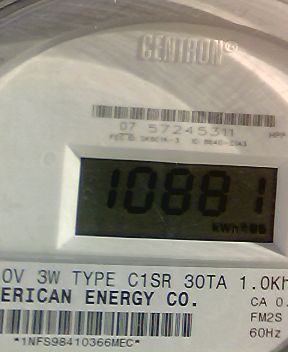 CENTRON®
07 57245311
10881
kWh
0V 3W TYPE C1SR 30TA 1.0Kh
ERICAN ENERGY CO.
CA 0.
FM2S
60Hz
*1NFS98410366MEC*